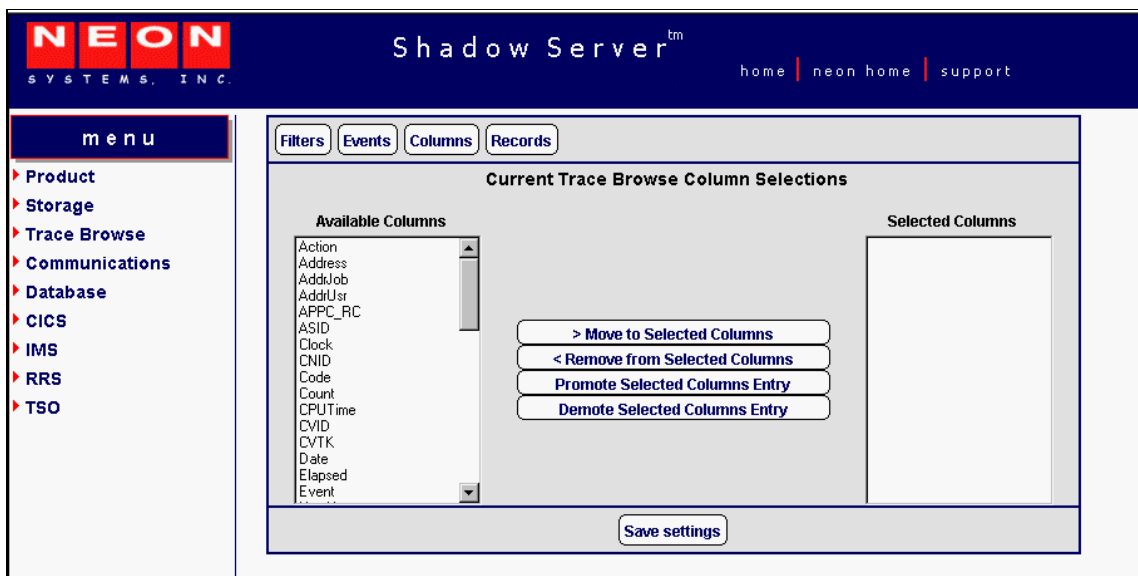 NEON
SYSTEMS, INC.
Shadow Server tm
home | neon home | support
menu
Product
Storage
Trace Browse
Communications
Database
CICS
IMS
RRS
TSO
Filters Events Columns Records
Current Trace Browse Column Selections
Available Columns
Action
Address
AddrJob
AddrUsr
APPC_RC
ASID
Clock
CNID
Code
Count
CPUTime
CVID
CVTK
Date
Elapsed
Event
> Move to Selected Columns
< Remove from Selected Columns
Promote Selected Columns Entry
Demote Selected Columns Entry
Selected Columns
Save settings